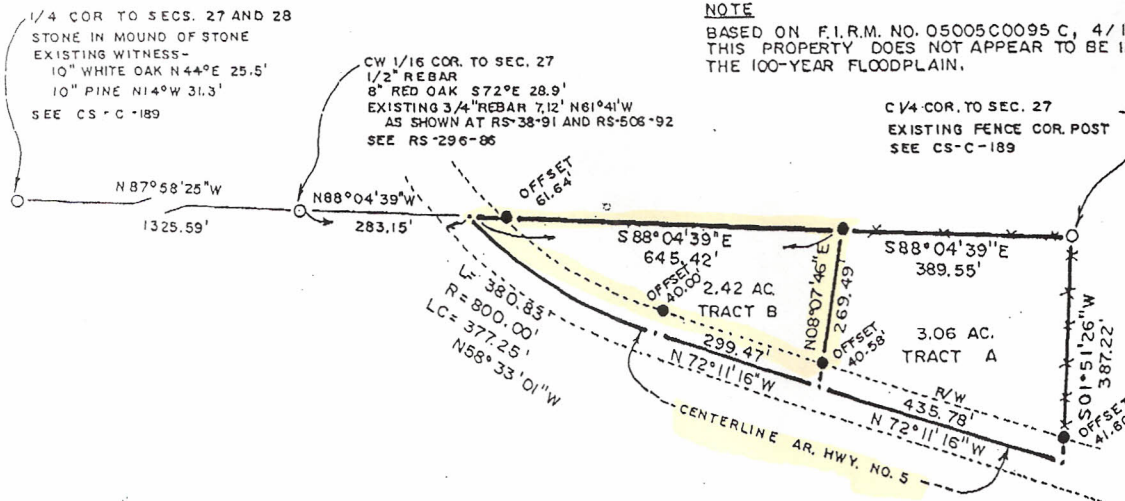 1/4 COR TO SECS. 27 AND 28
STONE IN MOUND OF STONE
EXISTING WITNESS-
10" WHITE OAK N44°E 25.5'
10" PINE N14°W 31.3'
SEE CS-C-189
CW 1/16 COR. TO SEC. 27
1/2" REBAR
8" RED OAK S72°E 28.9'
EXISTING 3/4" REBAR 7.12' N61°41'W
AS SHOWN AT RS-38-91 AND RS-506-92
SEE RS-296-86
NOTE
BASED ON F.I.R.M. NO. 05005C0095 C, 4/1
THIS PROPERTY DOES NOT APPEAR TO BE I
THE 100-YEAR FLOODPLAIN.
C 1/4 COR. TO SEC. 27
EXISTING FENCE COR. POST
SEE CS-C-189
N87°58'25"W
1325.59'
N88°04'39"W
283.15'
OFFSET
61.64'
S88°04'39"E
645.42'
S88°04'39"E
389.55'
L= 380.83'
R=800.00'
LC= 377.25'
N58°33'01"W
OFFSET
40.00'
2.42 AC.
TRACT B
N08°07'46"E
269.49'
OFFSET
40.58'
3.06 AC.
TRACT A
S01°51'26"W
387.22'
299.47'
N 72°11'16"W
R/W
435.78'
N 72°11'16"W
OFFSET
41.60
CENTERLINE AR. HWY. NO. 5